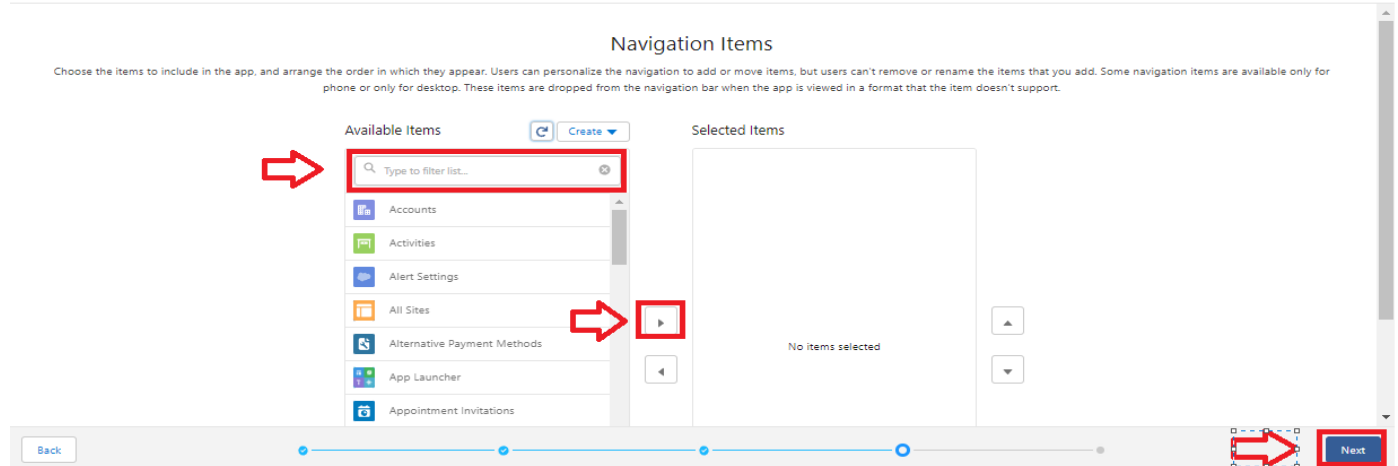 Navigation Items
Choose the items to include in the app, and arrange the order in which they appear. Users can personalize the navigation to add or move items, but users can't remove or rename the items that you add. Some navigation items are available only for
phone or only for desktop. These items are dropped from the navigation bar when the app is viewed in a format that the item doesn't support.
Available Items
Create
Selected Items
Type to filter list...
Accounts
Activities
Alert Settings
All Sites
Alternative Payment Methods
App Launcher
Appointment Invitations
No items selected
Back
Next